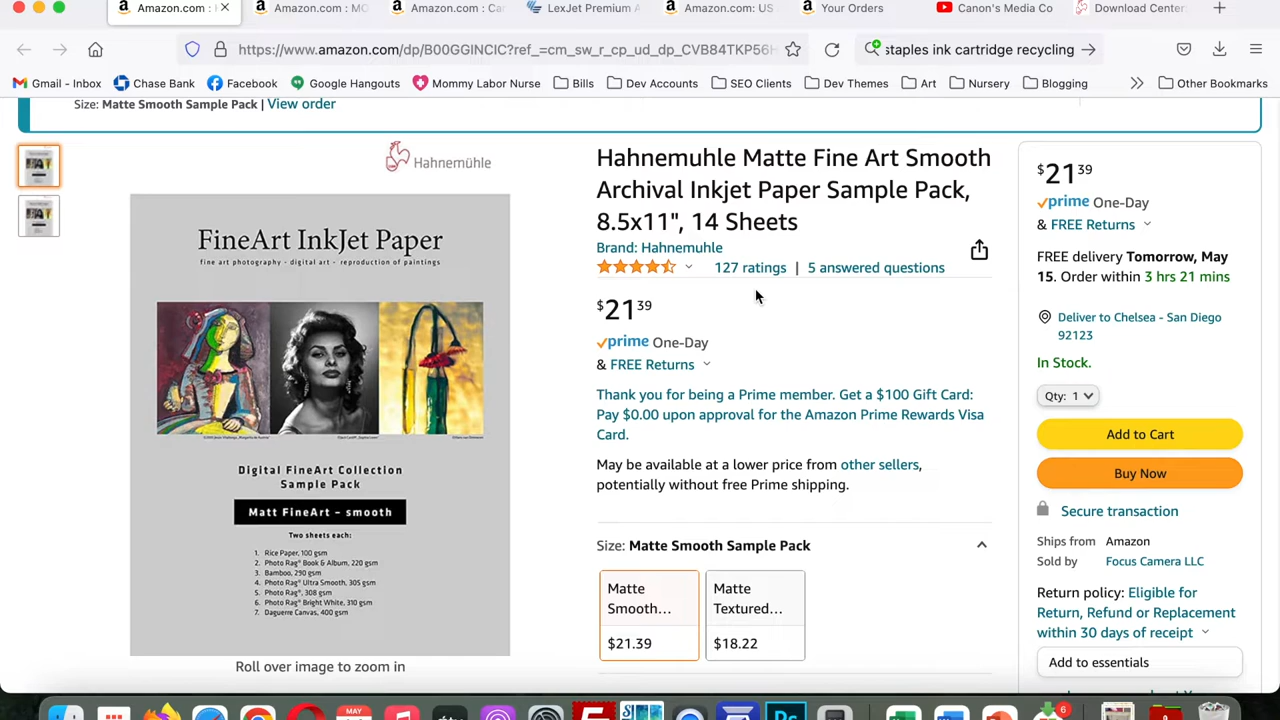 Amazon.com :
Amazon.com : MO
Amazon.com : Ca
LexJet Premium A
Amazon.com: US
Your Orders
Canon's Media Co
Download Center
https://www.amazon.com/dp/B00GGINCIC?ref_=cm_sw_r_cp_ud_dp_CVB84TKP56H
staples ink cartridge recycling
Gmail - Inbox
Chase Bank
Facebook
Google Hangouts
Mommy Labor Nurse
Bills
Dev Accounts
SEO Clients
Dev Themes
Art
Nursery
Blogging
Other Bookmarks
Size: Matte Smooth Sample Pack | View order
Hahnemühle
FineArt InkJet Paper
fine art photography - digital art - reproduction of paintings
Digital FineArt Collection
Sample Pack
Matt FineArt – smooth
Two sheets each:
1. Rice Paper, 100 gsm
2. Photo Rag® Book & Album, 220 gsm
3. Bamboo, 290 gsm
4. Photo Rag® Ultra Smooth, 305 gsm
5. Photo Rag®, 308 gsm
6. Photo Rag® Bright White, 310 gsm
7. Daguerre Canvas, 400 gsm
Roll over image to zoom in
Hahnemuhle Matte Fine Art Smooth
Archival Inkjet Paper Sample Pack,
8.5x11", 14 Sheets
Brand: Hahnemuhle
127 ratings | 5 answered questions
$21 39
prime One-Day
& FREE Returns
Thank you for being a Prime member. Get a $100 Gift Card:
Pay $0.00 upon approval for the Amazon Prime Rewards Visa
Card.
May be available at a lower price from other sellers,
potentially without free Prime shipping.
Size: Matte Smooth Sample Pack
Matte
Smooth...
$21.39
Matte
Textured...
$18.22
$21 39
prime One-Day
& FREE Returns
FREE delivery Tomorrow, May
15. Order within 3 hrs 21 mins
Deliver to Chelsea - San Diego
92123
In Stock.
Qty: 1
Add to Cart
Buy Now
Secure transaction
Ships from Amazon
Sold by Focus Camera LLC
Return policy: Eligible for
Return, Refund or Replacement
within 30 days of receipt
Add to essentials
MAY
Ps
6